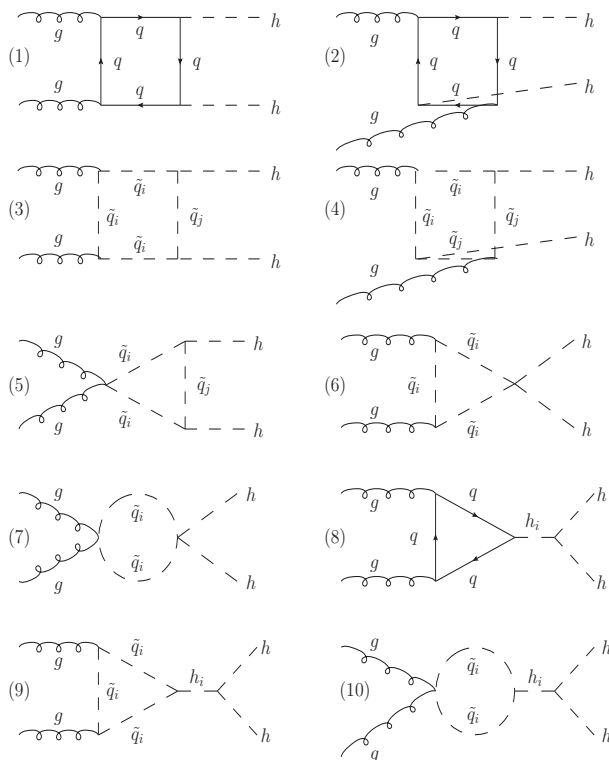 q h
g
(1) q q
g q
h
q h
g
(2) q q
q h
g
h
g q̃i
(3) q̃i q̃j
g q̃i
h
h
g q̃i
(4) q̃i q̃j
q̃j h
g
g q̃i h
(5) q̃j
g q̃i h
g q̃i h
(6) q̃i
g q̃i h
g q̃i h
(7)
g q̃i h
g q h
(8) q hi
g q h
g q̃i h
(9) q̃i hi
g q̃i h
g q̃i h
(10) hi
q̃i
g h